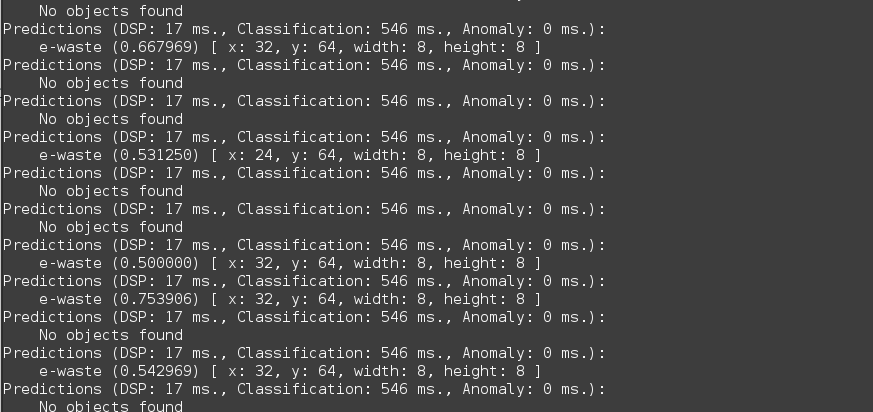 No objects found
Predictions (DSP: 17 ms., Classification: 546 ms., Anomaly: 0 ms.):
e-waste (0.667969) [ x: 32, y: 64, width: 8, height: 8 ]
Predictions (DSP: 17 ms., Classification: 546 ms., Anomaly: 0 ms.):
No objects found
Predictions (DSP: 17 ms., Classification: 546 ms., Anomaly: 0 ms.):
No objects found
Predictions (DSP: 17 ms., Classification: 546 ms., Anomaly: 0 ms.):
e-waste (0.531250) [ x: 24, y: 64, width: 8, height: 8 ]
Predictions (DSP: 17 ms., Classification: 546 ms., Anomaly: 0 ms.):
No objects found
Predictions (DSP: 17 ms., Classification: 546 ms., Anomaly: 0 ms.):
No objects found
Predictions (DSP: 17 ms., Classification: 546 ms., Anomaly: 0 ms.):
e-waste (0.500000) [ x: 32, y: 64, width: 8, height: 8 ]
Predictions (DSP: 17 ms., Classification: 546 ms., Anomaly: 0 ms.):
e-waste (0.753906) [ x: 32, y: 64, width: 8, height: 8 ]
Predictions (DSP: 17 ms., Classification: 546 ms., Anomaly: 0 ms.):
No objects found
Predictions (DSP: 17 ms., Classification: 546 ms., Anomaly: 0 ms.):
e-waste (0.542969) [ x: 32, y: 64, width: 8, height: 8 ]
Predictions (DSP: 17 ms., Classification: 546 ms., Anomaly: 0 ms.):
No objects found